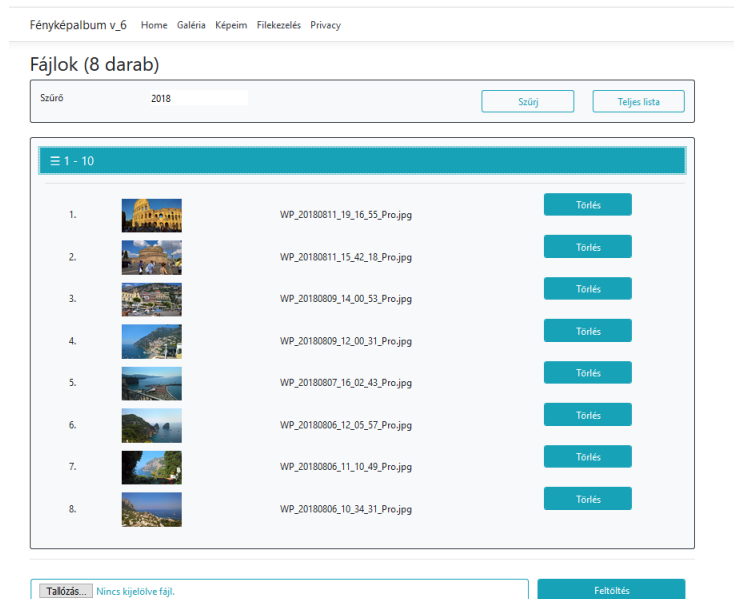 Fényképalbum v_6 Home Galéria Képeim Filekezelés Privacy
Fájlok (8 darab)
Szűrő 2018 Szűrj Teljes lista
☰ 1 - 10
1. WP_20180811_19_16_55_Pro.jpg Törlés
2. WP_20180811_15_42_18_Pro.jpg Törlés
3. WP_20180809_14_00_53_Pro.jpg Törlés
4. WP_20180809_12_00_31_Pro.jpg Törlés
5. WP_20180807_16_02_43_Pro.jpg Törlés
6. WP_20180806_12_05_57_Pro.jpg Törlés
7. WP_20180806_11_10_49_Pro.jpg Törlés
8. WP_20180806_10_34_31_Pro.jpg Törlés
Tallózás... Nincs kijelölve fájl. Feltöltés